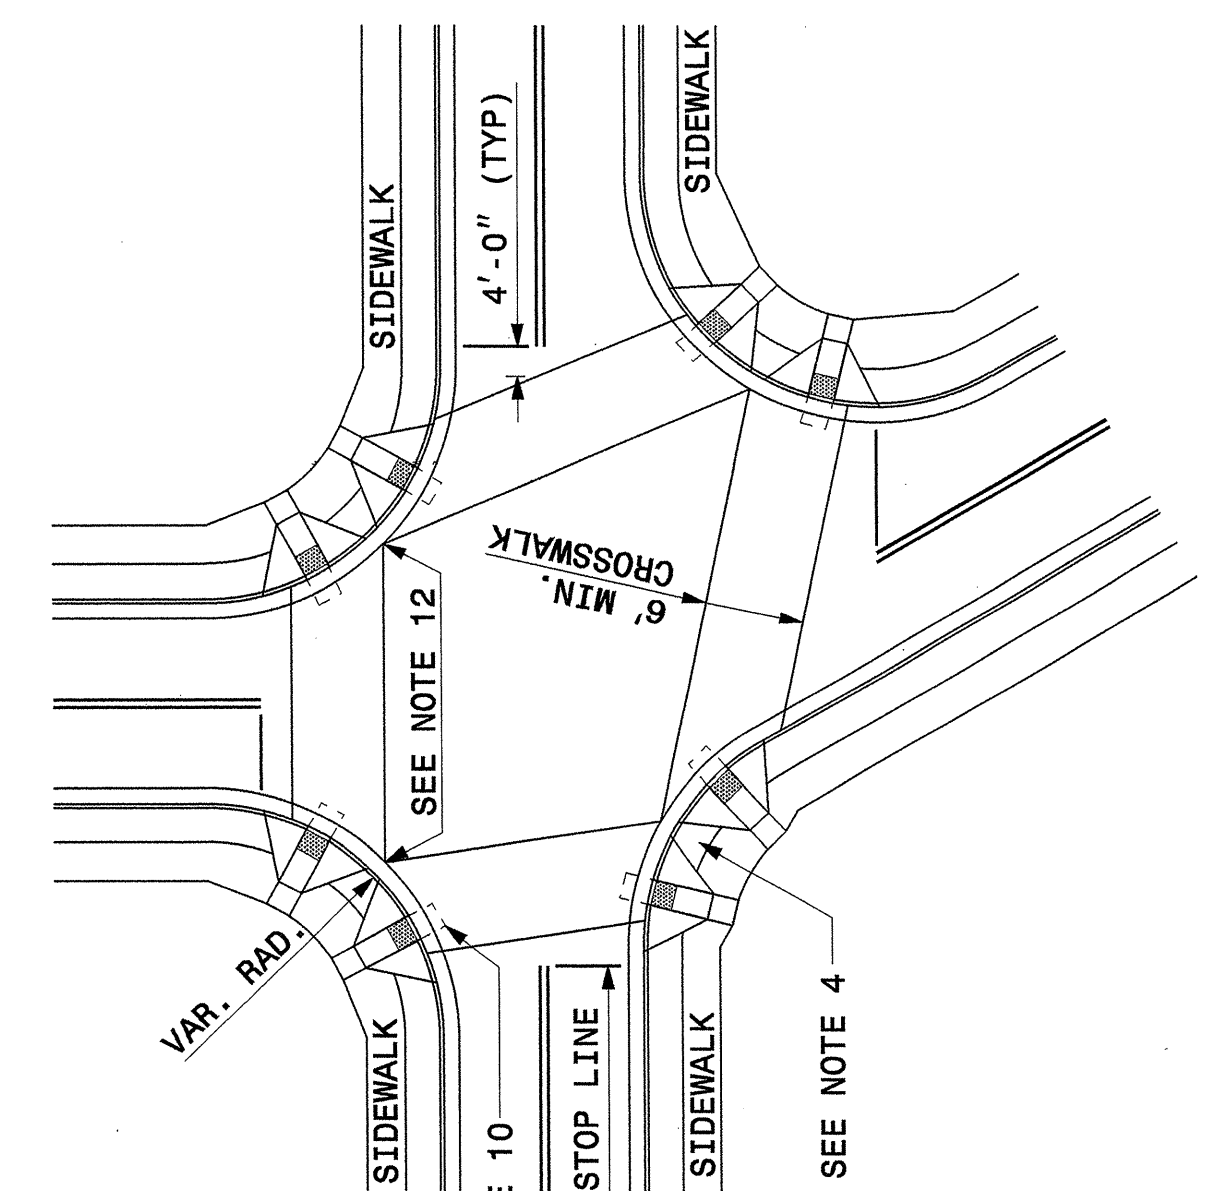 SIDEWALK
SIDEWALK
4'-0" (TYP)
6' MIN.
CROSSWALK
SEE NOTE 12
VAR. RAD.
SIDEWALK
10
STOP LINE
SIDEWALK
SEE NOTE 4